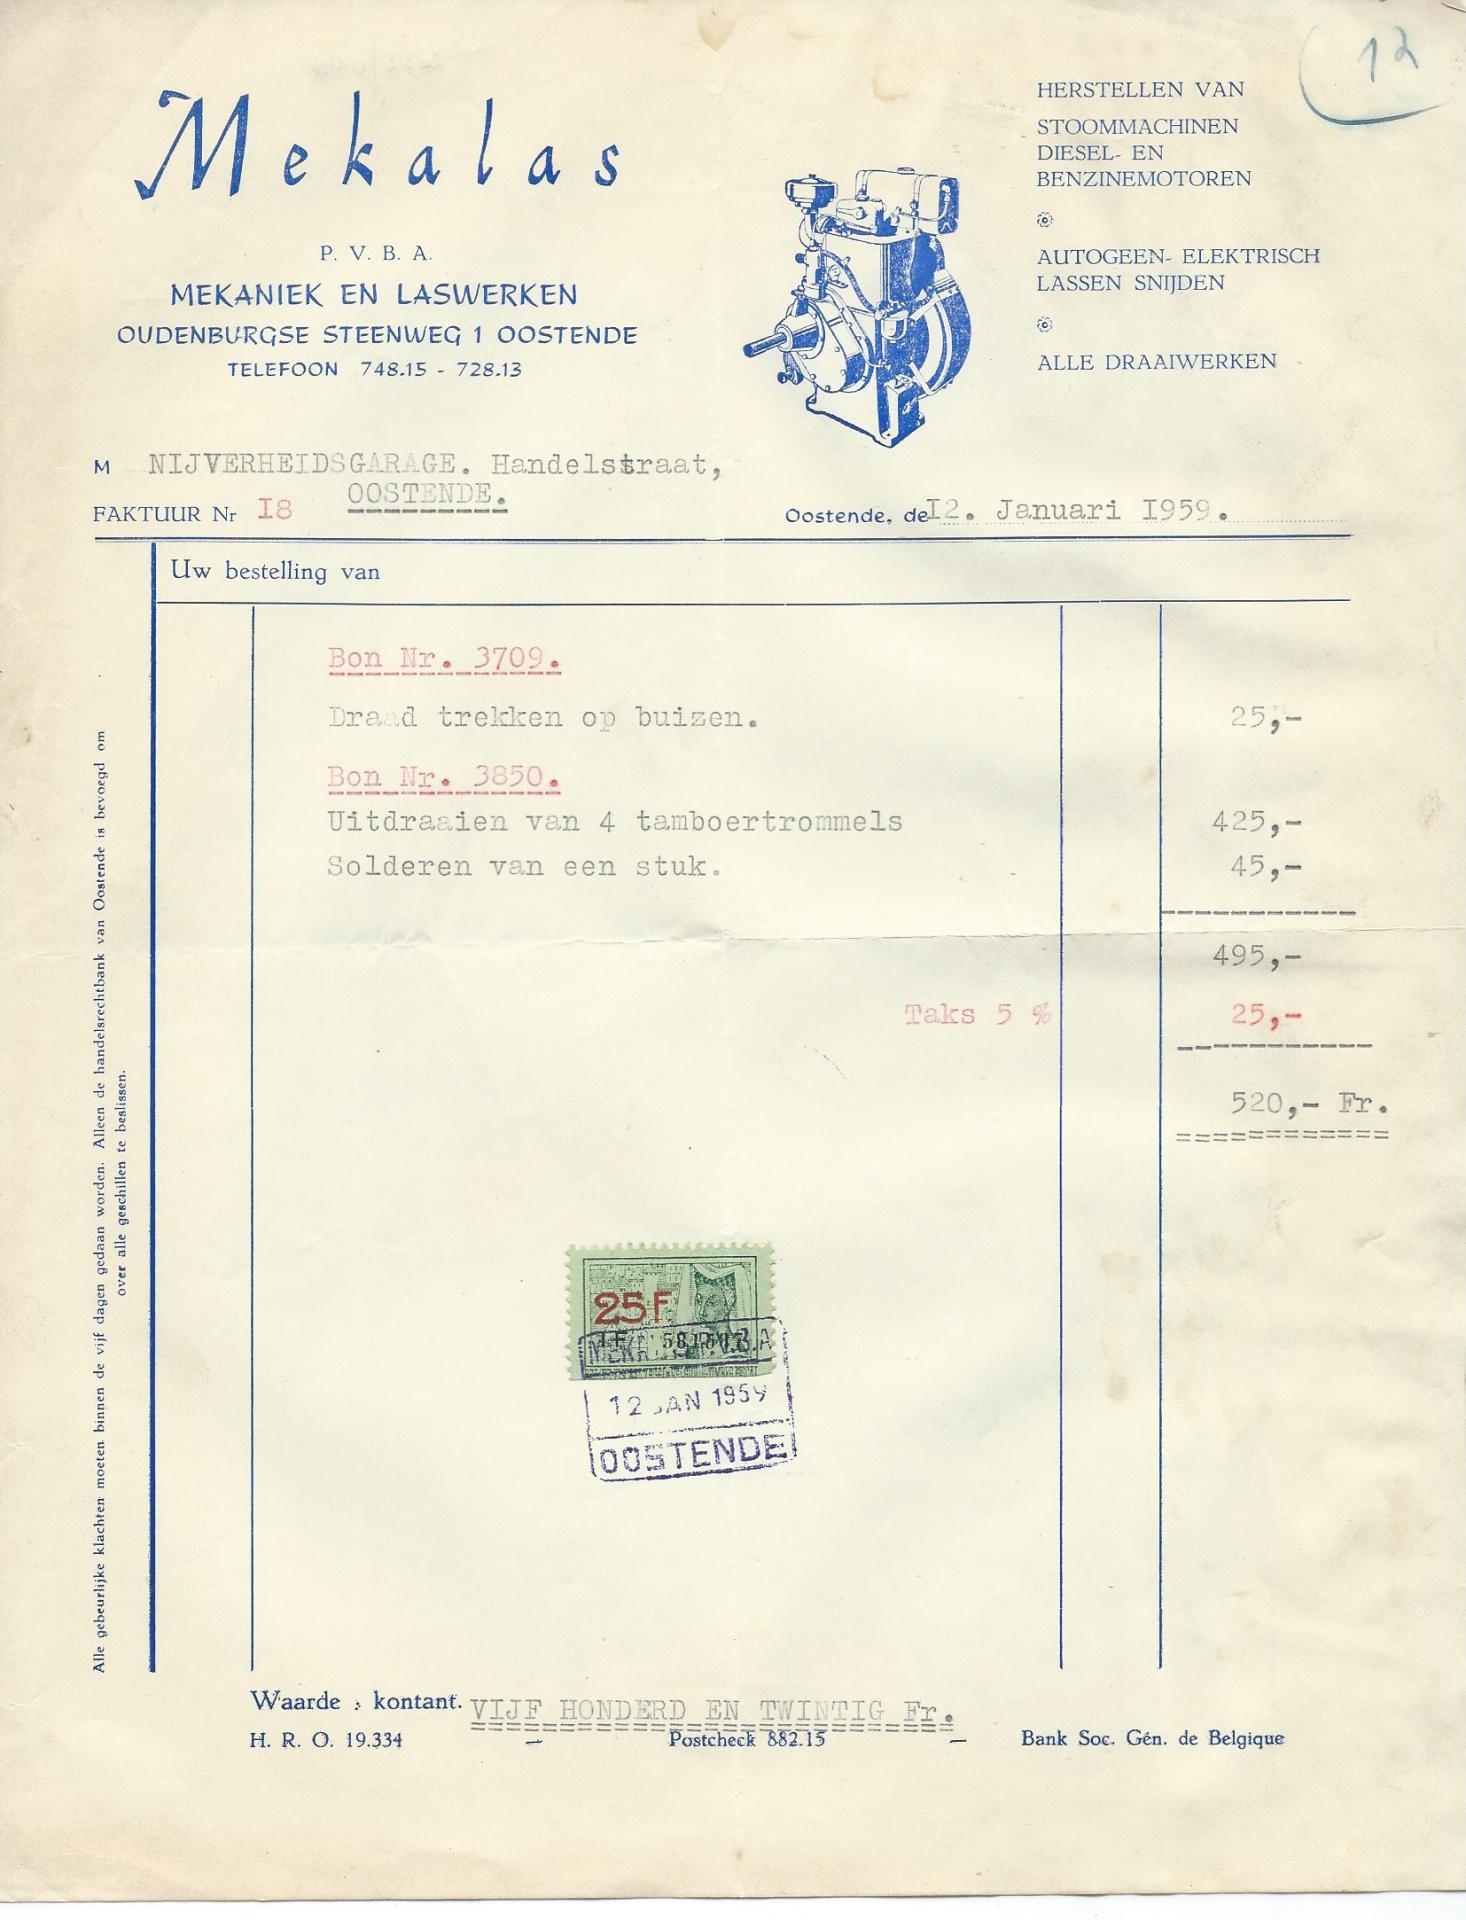 12
Mekalas
P. V. B. A.
MEKANIEK EN LASWERKEN
OUDENBURGSE STEENWEG 1 OOSTENDE
TELEFOON 748.15 - 728.13
HERSTELLEN VAN
STOOMMACHINEN
DIESEL- EN
BENZINEMOTOREN
AUTOGEEN- ELEKTRISCH
LASSEN SNIJDEN
ALLE DRAAIWERKEN
M NIJVERHEIDSGARAGE. Handelstraat,
OOSTENDE.
FAKTUUR Nr I8
Oostende, de I2. Januari I959.
Uw bestelling van
Bon Nr. 3709.
Draad trekken op buizen. 25,-
Bon Nr. 3850.
Uitdraaien van 4 tamboertrommels 425,-
Solderen van een stuk. 45,-
495,-
Taks 5 % 25,-
520,- Fr.
Alle gebeurlijke klachten moeten binnen de vijf dagen gedaan worden. Alleen de handelsrechtbank van Oostende is bevoegd om
over alle geschillen te beslissen.
25F.
P.V.B.A
12 JAN 1959
OOSTENDE
Waarde : kontant. VIJF HONDERD EN TWINTIG Fr.
H. R. O. 19.334 — Postcheck 882.15 — Bank Soc. Gén. de Belgique